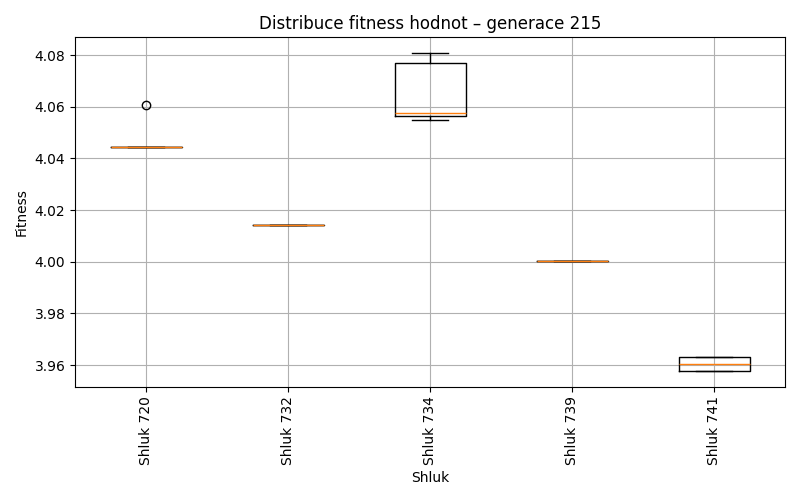 Distribuce fitness hodnot – generace 215
Fitness
4.08
4.06
4.04
4.02
4.00
3.98
3.96
Shluk 720
Shluk 732
Shluk 734
Shluk 739
Shluk 741
Shluk